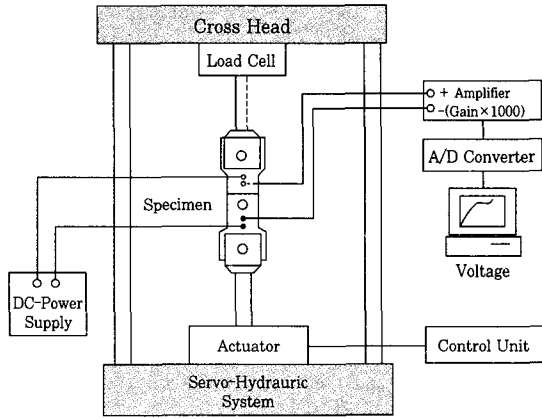 Cross Head
Load Cell
+ Amplifier
-(Gain×1000)
A/D Converter
Specimen
Voltage
DC-Power
Supply
Actuator
Control Unit
Servo-Hydrauric
System